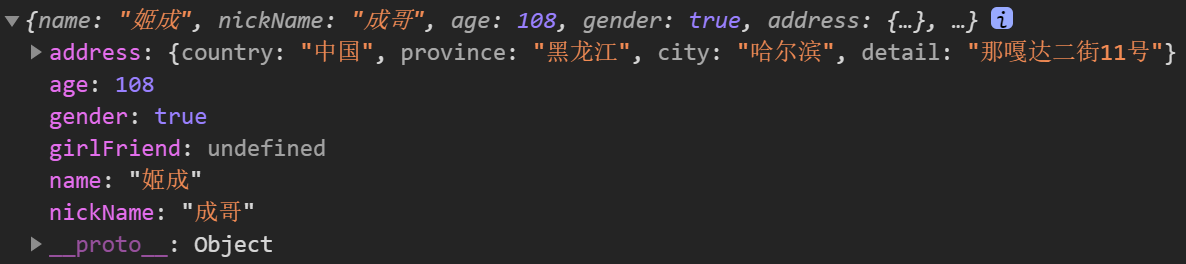 {name: "姬成", nickName: "成哥", age: 108, gender: true, address: {…}, …} i
address: {country: "中国", province: "黑龙江", city: "哈尔滨", detail: "那嘎达二街11号"}
age: 108
gender: true
girlFriend: undefined
name: "姬成"
nickName: "成哥"
__proto__: Object